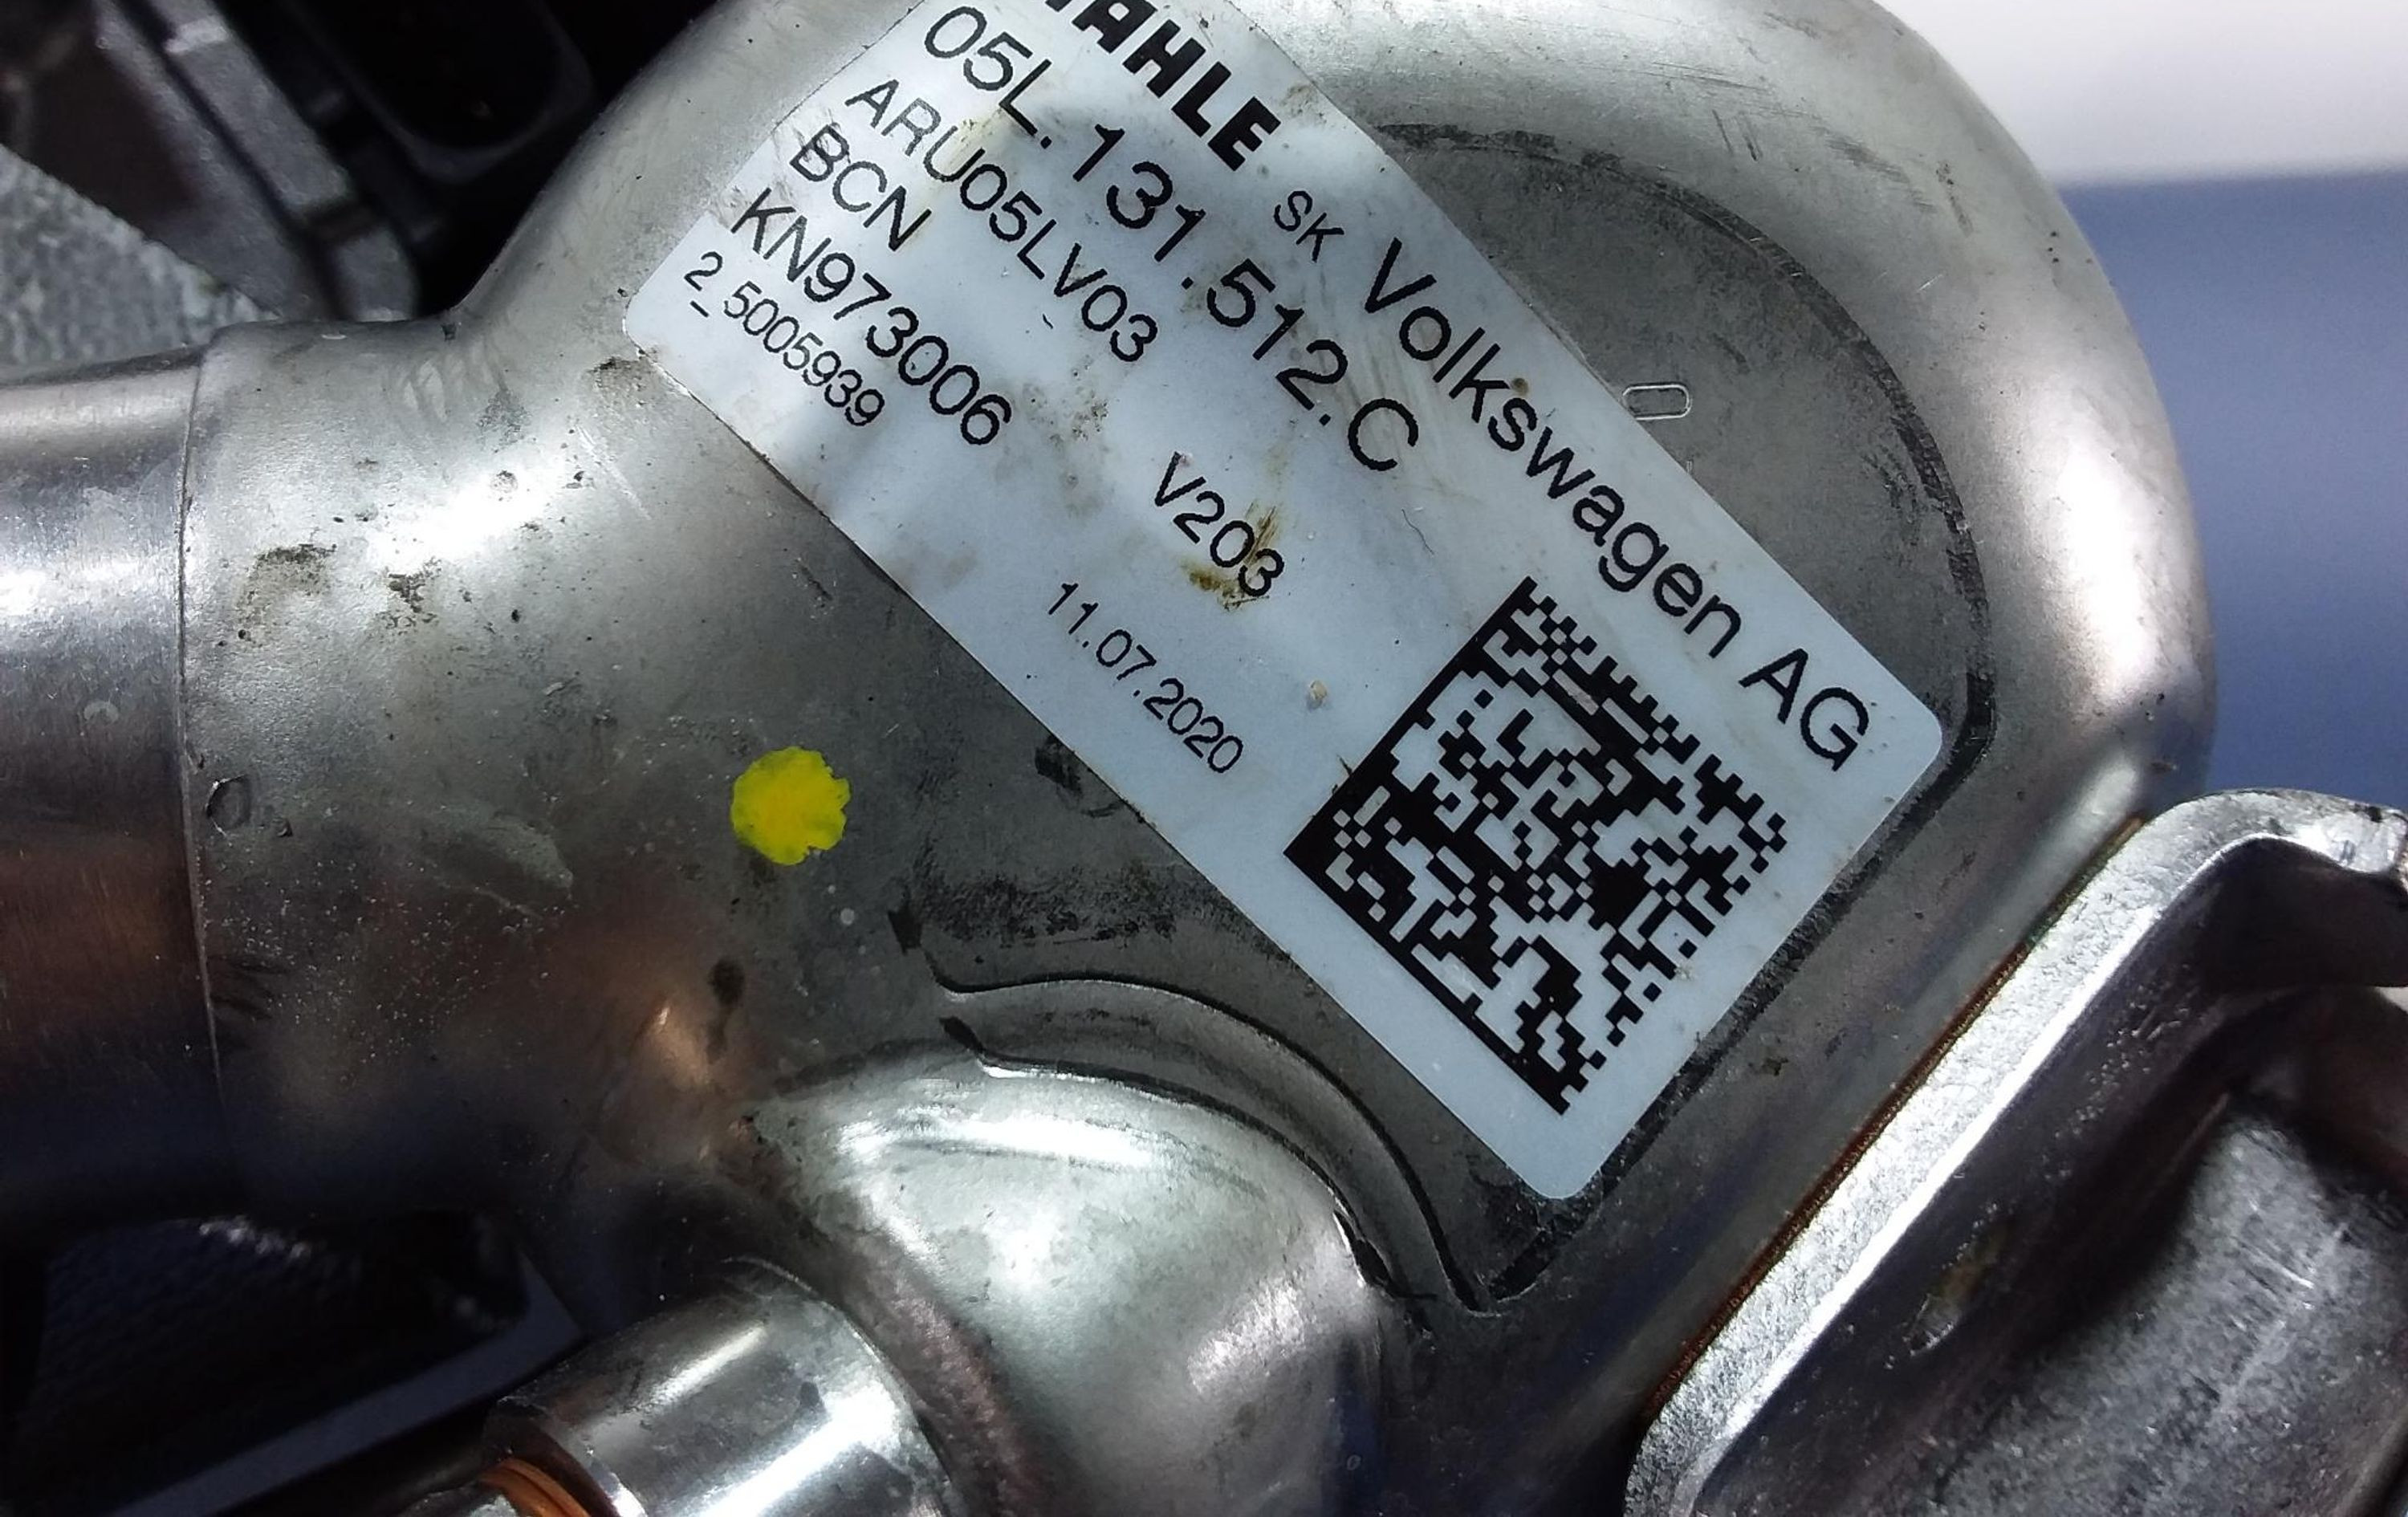 MAHLE SK Volkswagen AG
05L.131.512.C
ARU05LV03 V203
BCN
KN973006 11.07.2020
2_5005939